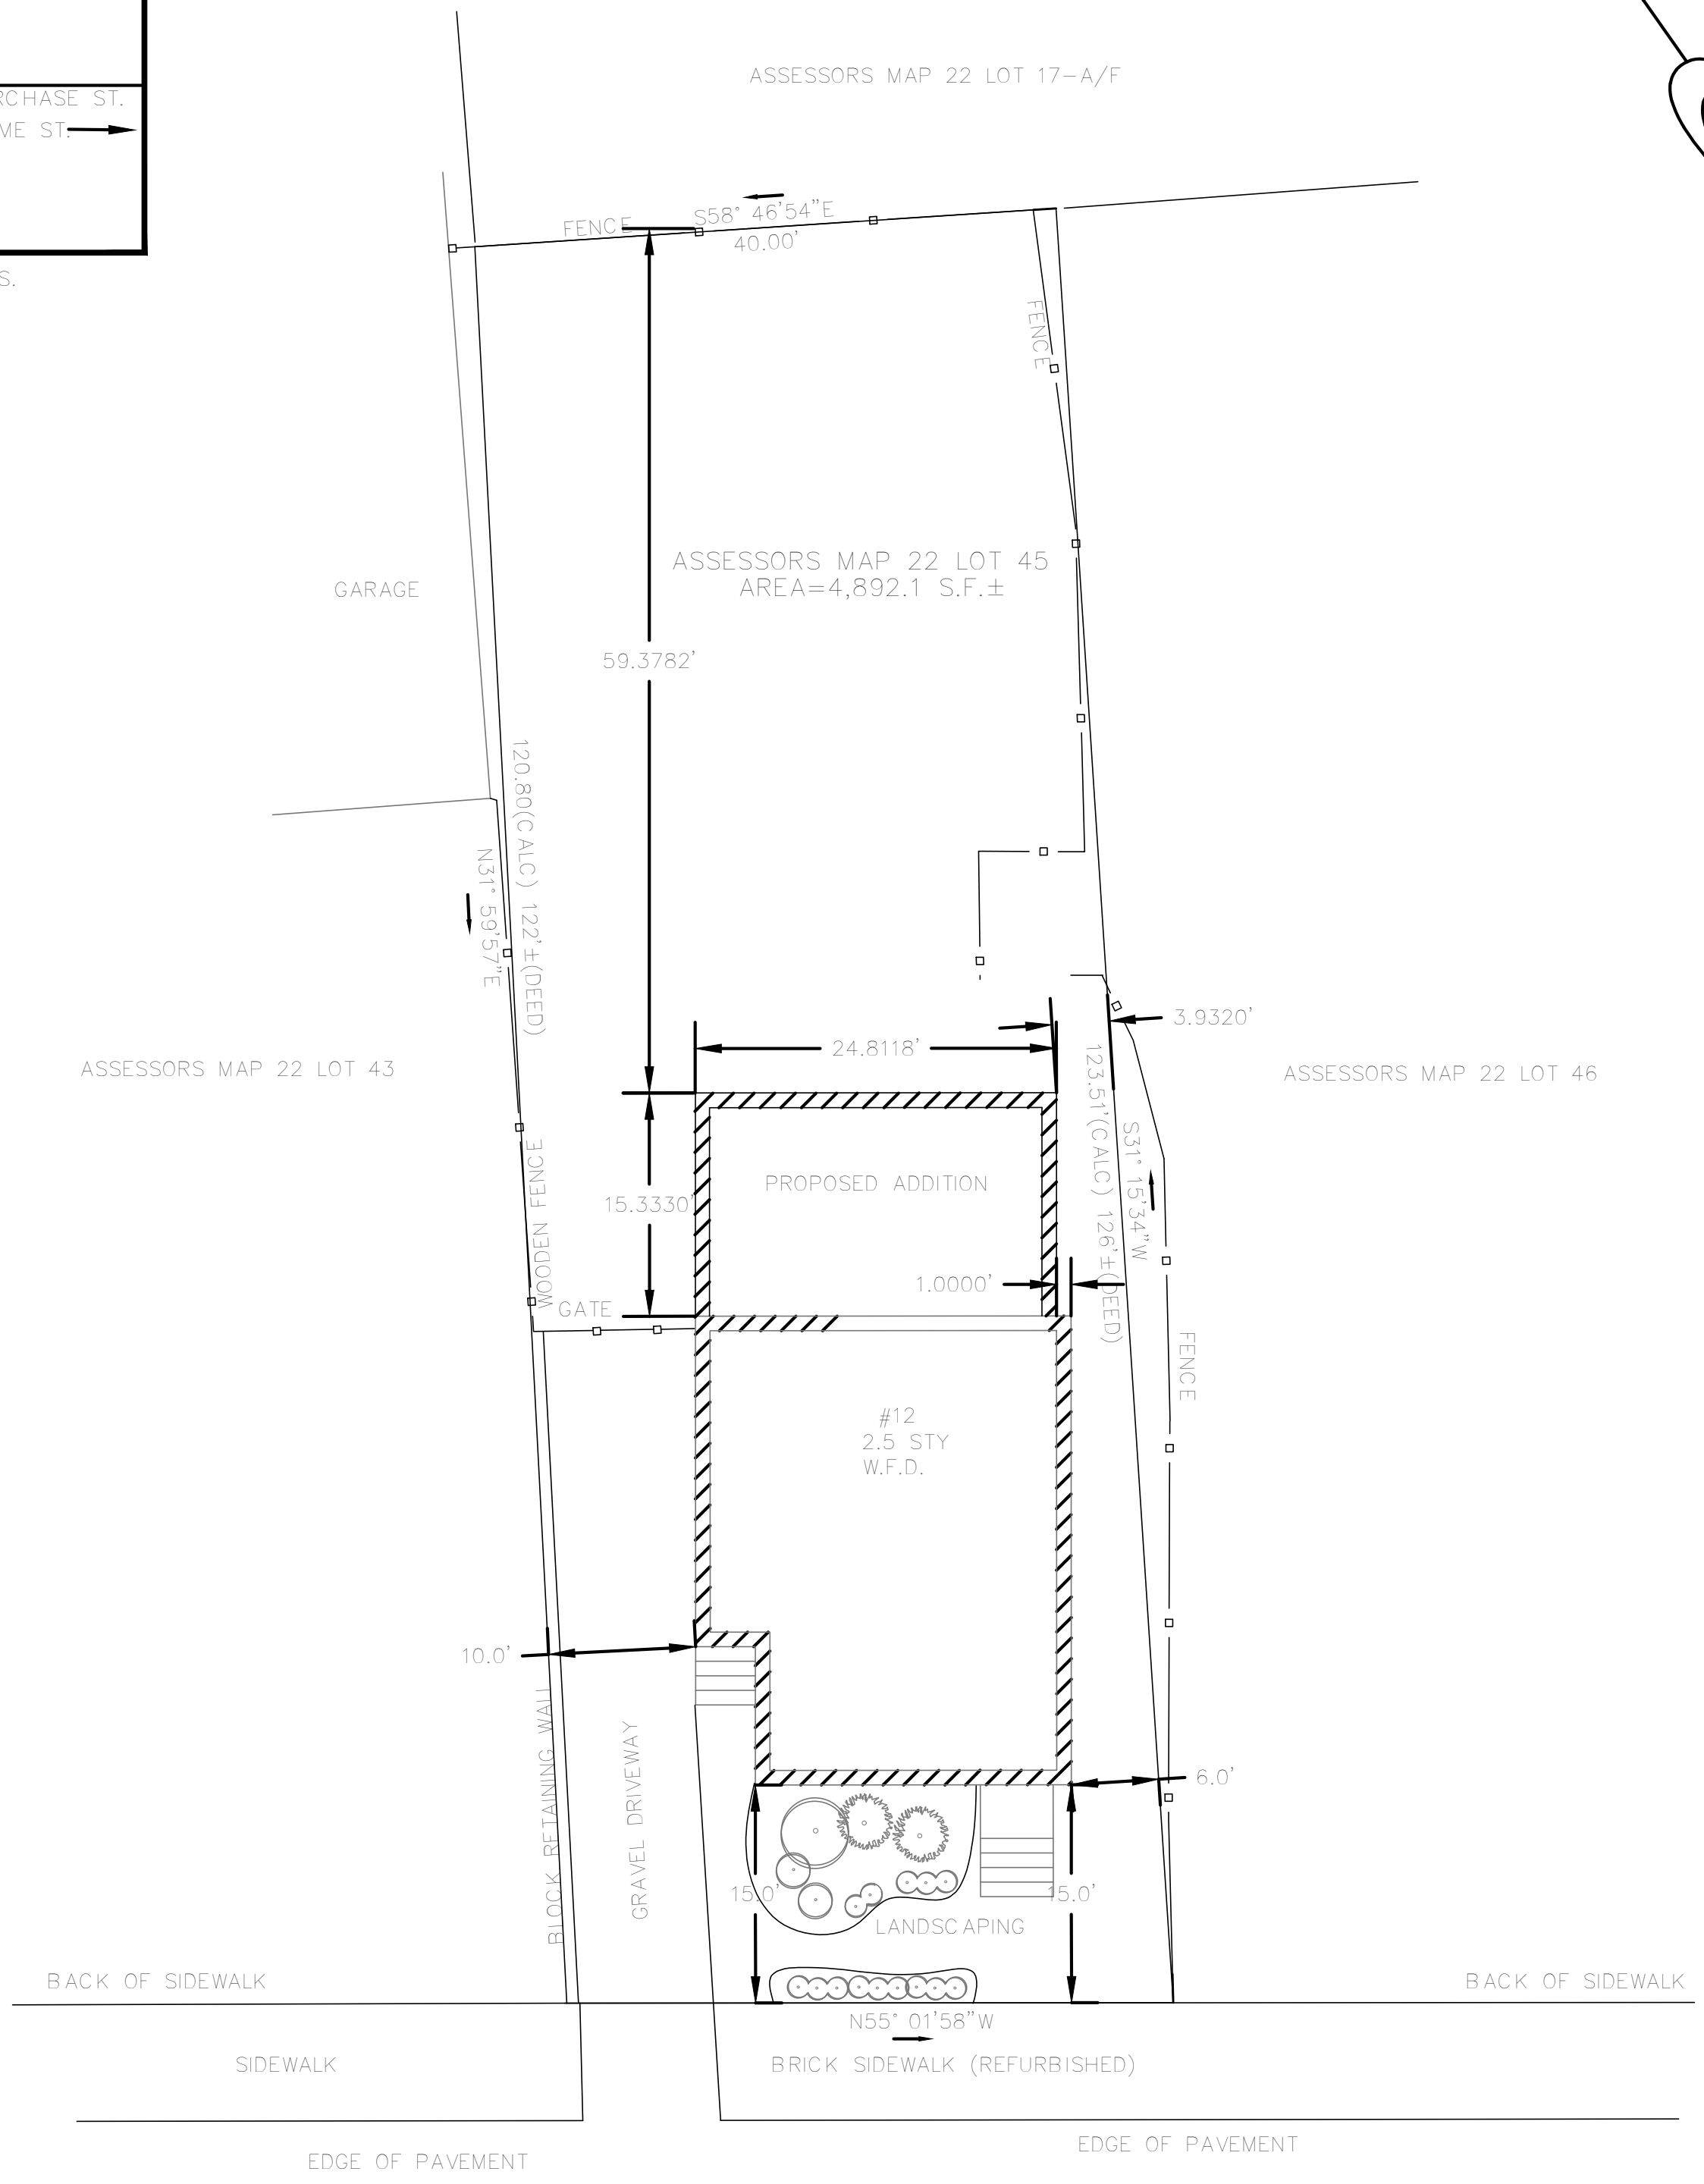 ASSESSORS MAP 22 LOT 17-A/F
RCHASE ST.
ME ST.
S.
FENCE
S58° 46'54"E
40.00'
FENCE
ASSESSORS MAP 22 LOT 45
AREA=4,892.1 S.F.±
GARAGE
59.3782'
120.80(CALC) 122'±(DEED)
N31° 59'57"E
3.9320'
24.8118'
ASSESSORS MAP 22 LOT 43
ASSESSORS MAP 22 LOT 46
123.51'(CALC) 126'±(DEED)
S31° 15'34"W
WOODEN FENCE
PROPOSED ADDITION
15.3330'
1.0000'
GATE
FENCE
#12
2.5 STY
W.F.D.
10.0'
BLOCK RETAINING WALL
GRAVEL DRIVEWAY
6.0'
15.0'
15.0'
LANDSCAPING
BACK OF SIDEWALK
BACK OF SIDEWALK
N55° 01'58"W
SIDEWALK
BRICK SIDEWALK (REFURBISHED)
EDGE OF PAVEMENT
EDGE OF PAVEMENT